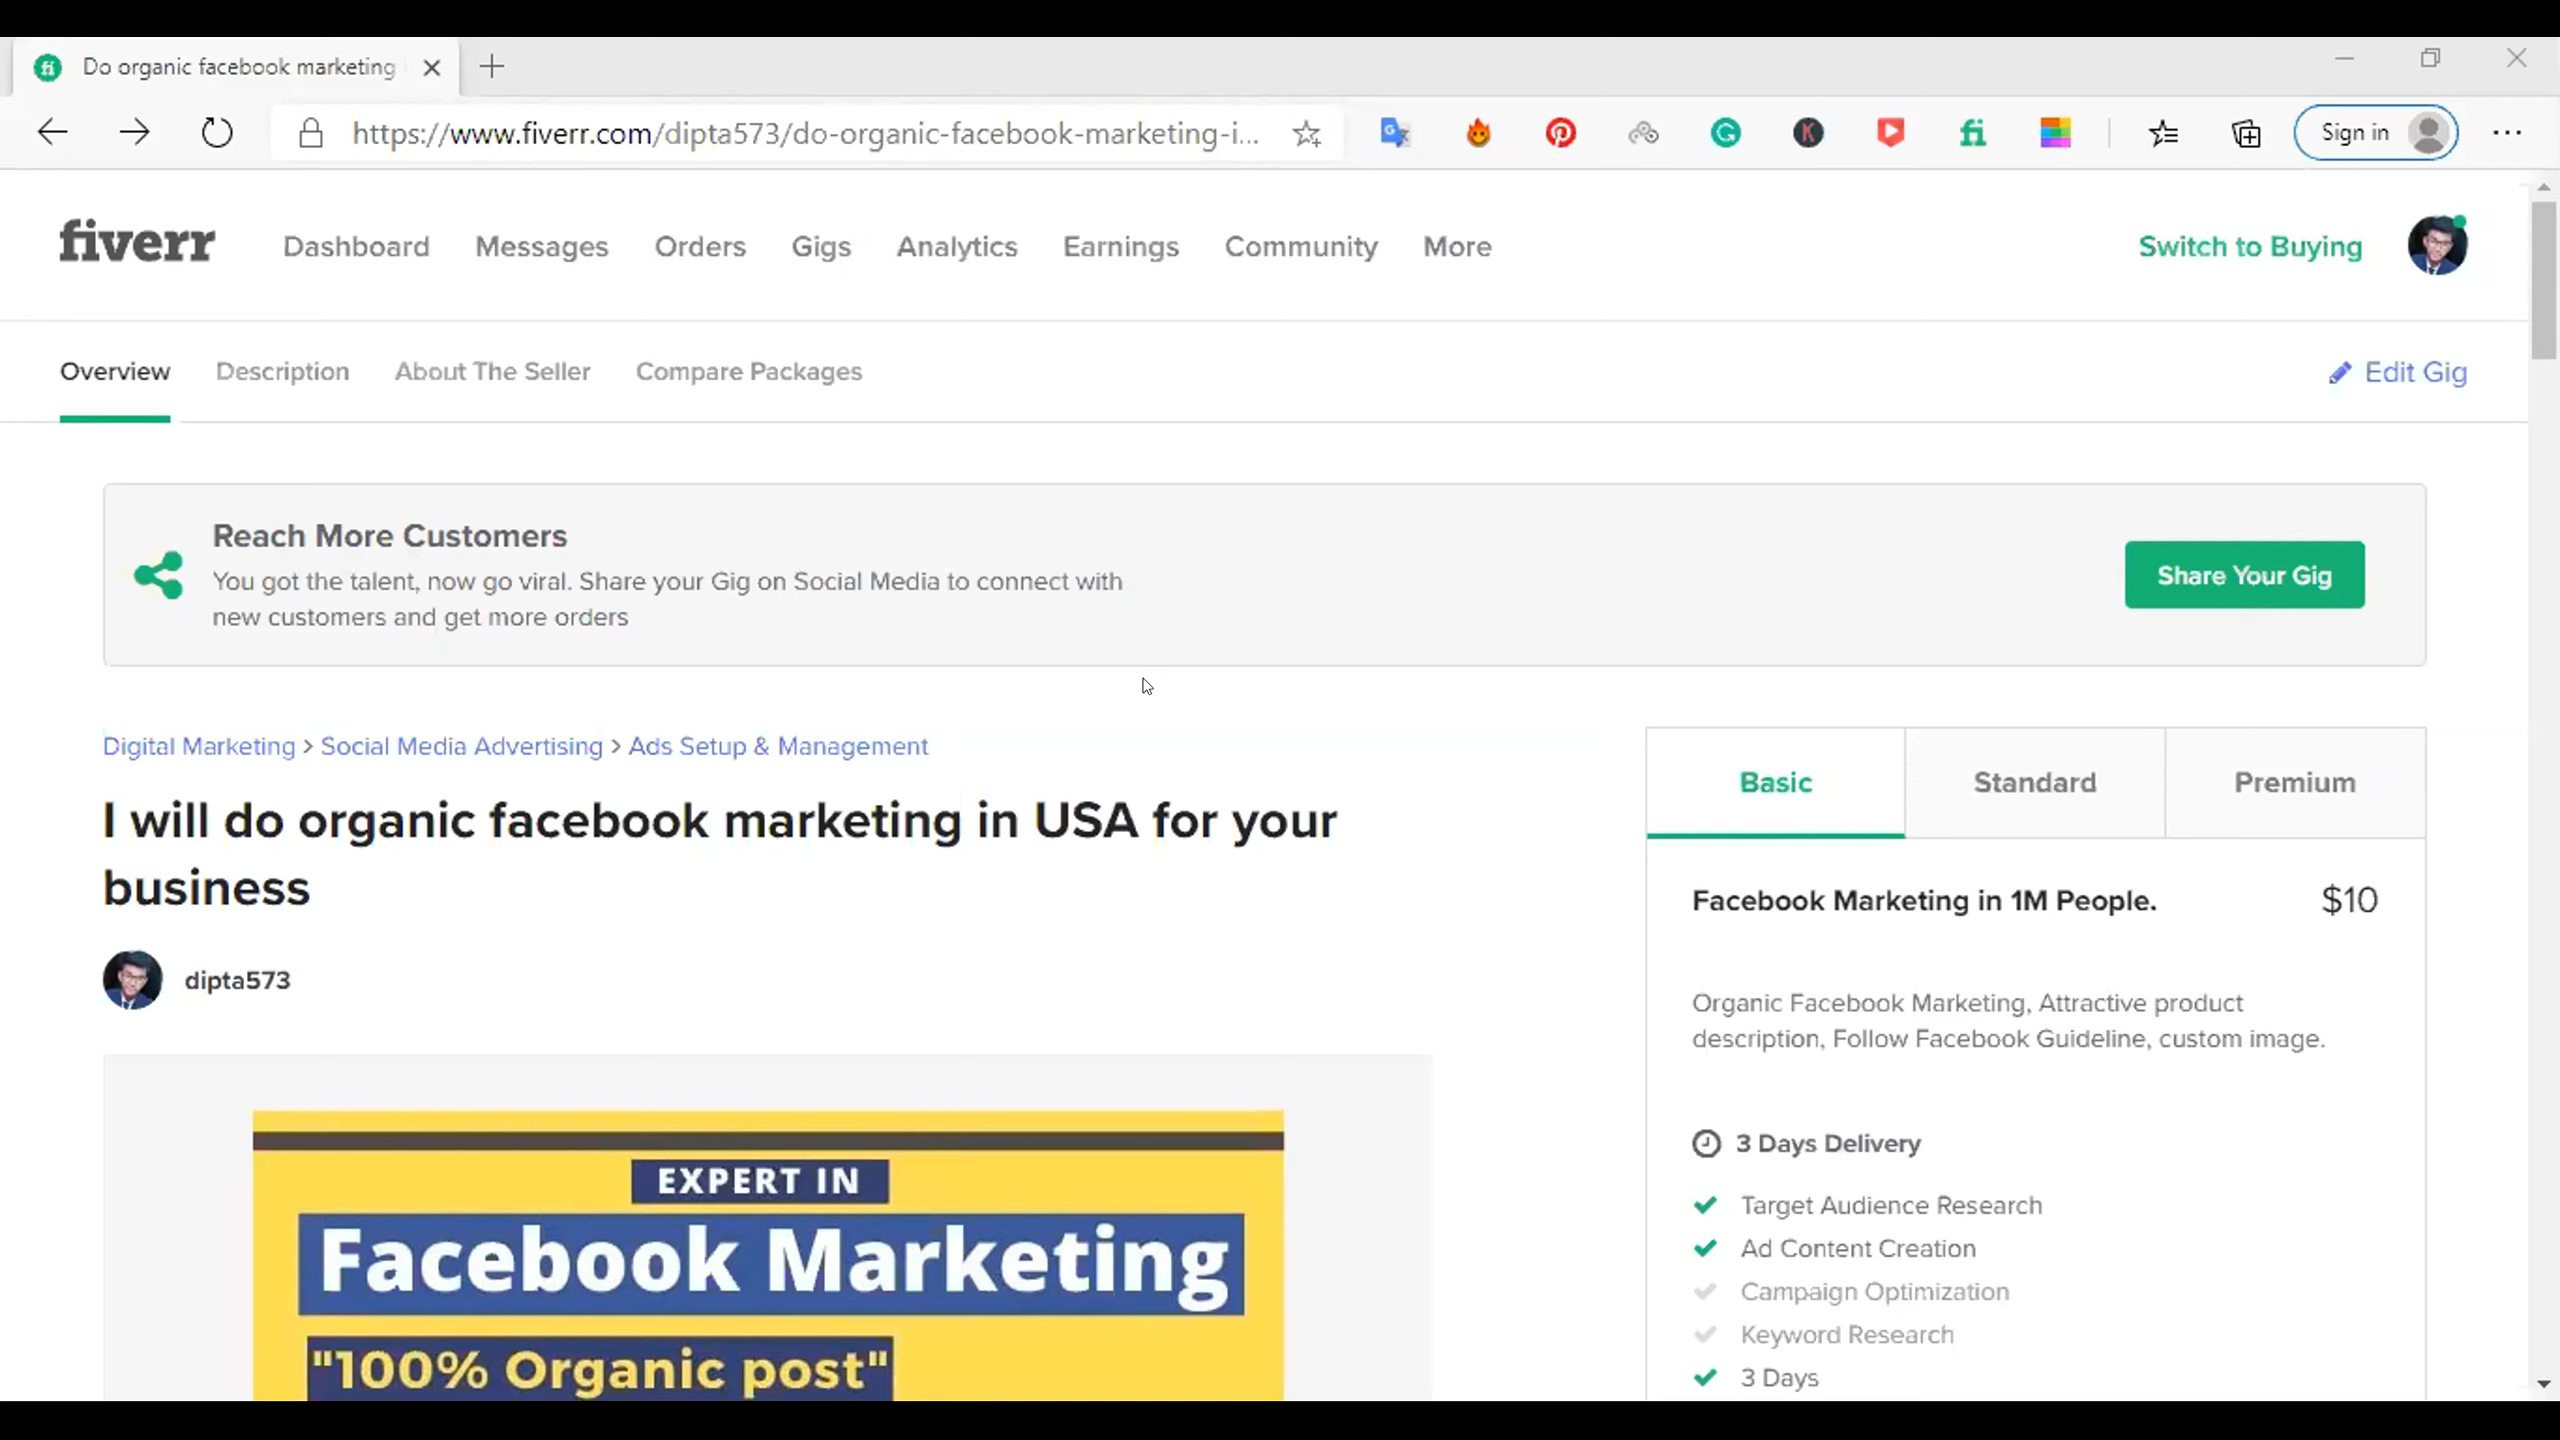 Do organic facebook marketing
https://www.fiverr.com/dipta573/do-organic-facebook-marketing-i...
Sign in
fiverr
Dashboard
Messages
Orders
Gigs
Analytics
Earnings
Community
More
Switch to Buying
Overview
Description
About The Seller
Compare Packages
Edit Gig
Reach More Customers
You got the talent, now go viral. Share your Gig on Social Media to connect with
new customers and get more orders
Share Your Gig
Digital Marketing > Social Media Advertising > Ads Setup & Management
I will do organic facebook marketing in USA for your
business
dipta573
EXPERT IN
Facebook Marketing
"100% Organic post"
Basic
Standard
Premium
Facebook Marketing in 1M People.
$10
Organic Facebook Marketing, Attractive product
description, Follow Facebook Guideline, custom image.
3 Days Delivery
Target Audience Research
Ad Content Creation
Campaign Optimization
Keyword Research
3 Days